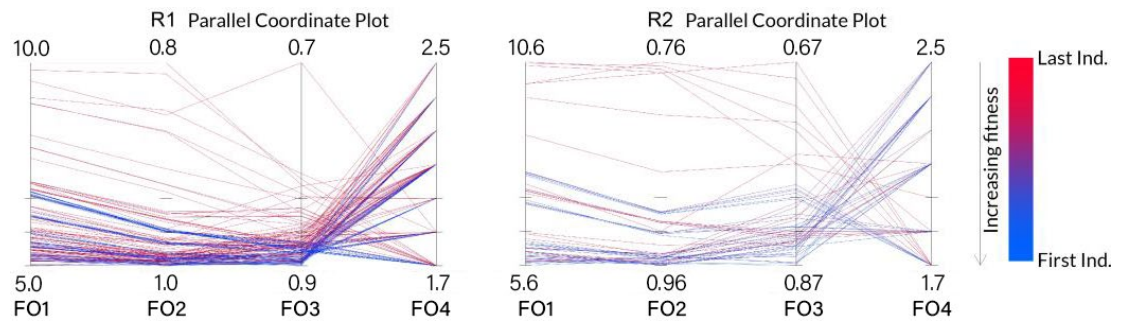 R1 Parallel Coordinate Plot
10.0 0.8 0.7 2.5
5.0 1.0 0.9 1.7
FO1 FO2 FO3 FO4
R2 Parallel Coordinate Plot
10.6 0.76 0.67 2.5
5.6 0.96 0.87 1.7
FO1 FO2 FO3 FO4
Increasing fitness
Last Ind.
First Ind.